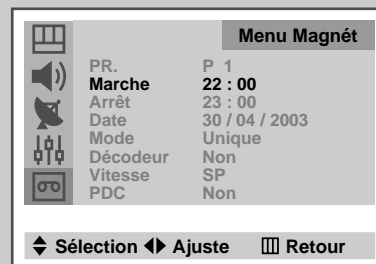 Menu Magnét
PR. P 1
Marche 22 : 00
Arrêt 23 : 00
Date 30 / 04 / 2003
Mode Unique
Décodeur Non
Vitesse SP
PDC Non
Sélection Ajuste Retour